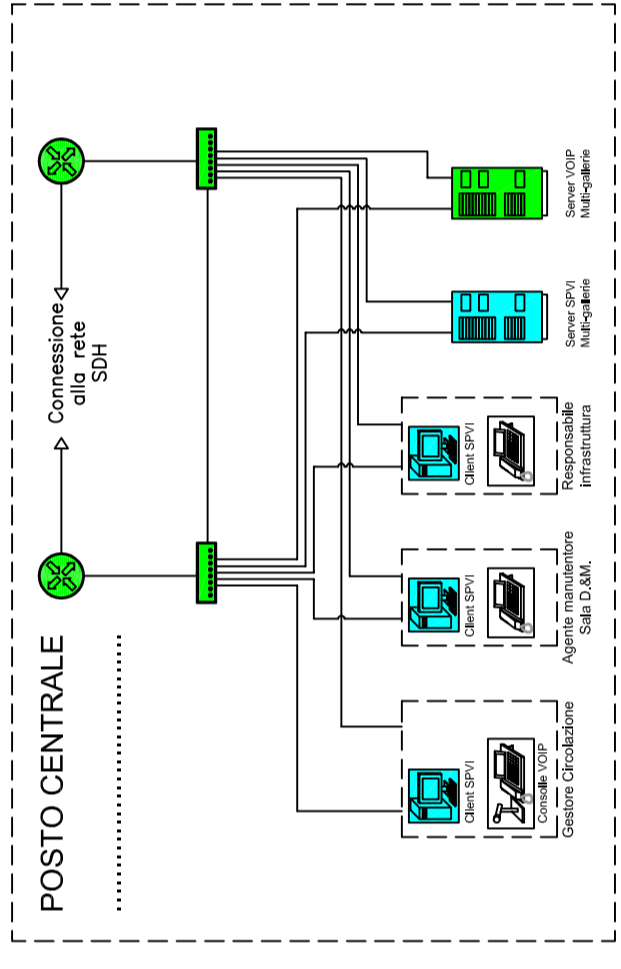 POSTO CENTRALE
....................
Connessione
alla rete
SDH
Client SPVI
Consolle VOIP
Gestore Circolazione
Client SPVI
Agente manutentore
Sala D.&M.
Client SPVI
Responsabile
infrastruttura
Server SPVI
Multi-gallerie
Server VOIP
Multi-gallerie